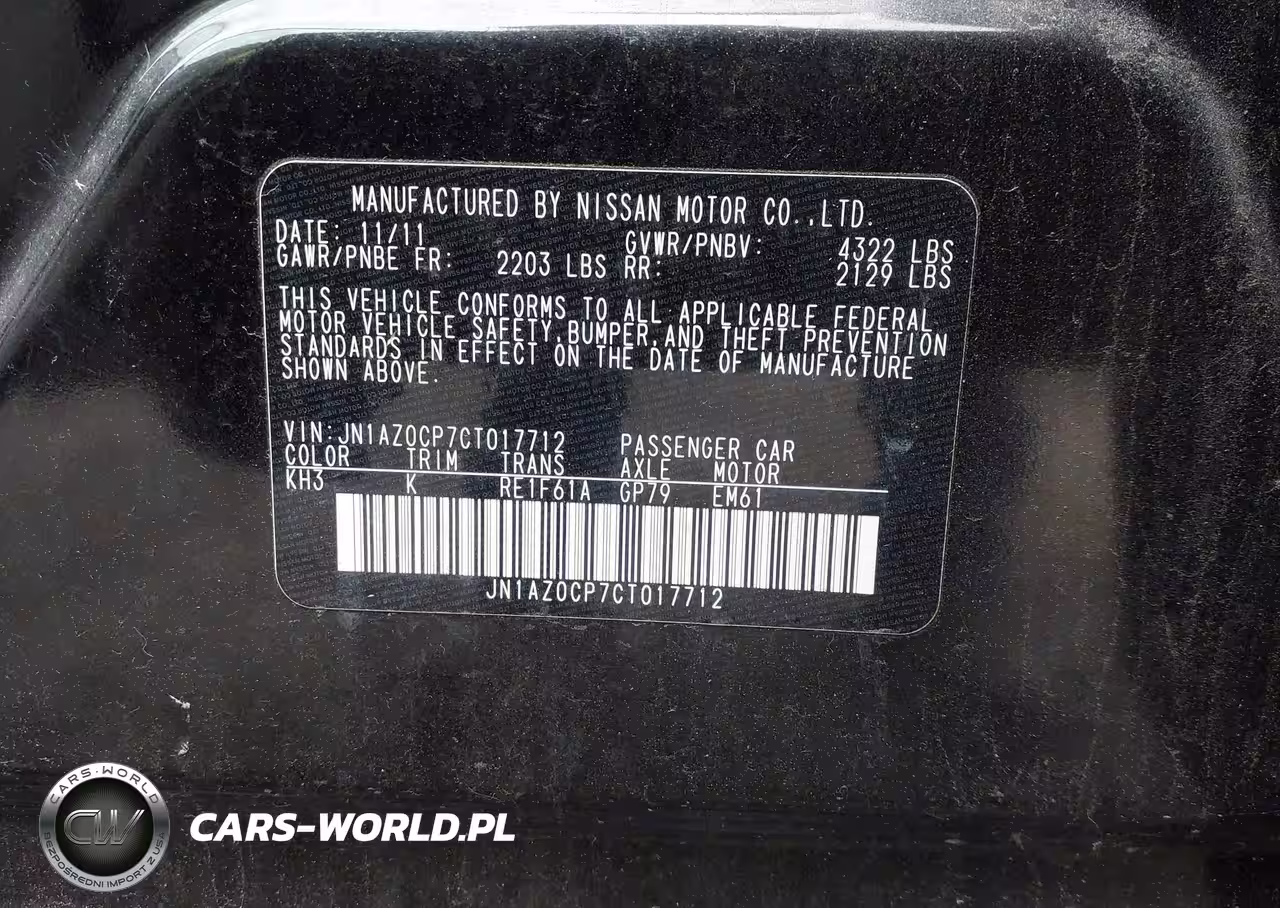 MANUFACTURED BY NISSAN MOTOR CO.,LTD.
DATE: 11/11 GVWR/PNBV: 4322 LBS
GAWR/PNBE FR: 2203 LBS RR: 2129 LBS
THIS VEHICLE CONFORMS TO ALL APPLICABLE FEDERAL
MOTOR VEHICLE SAFETY,BUMPER,AND THEFT PREVENTION
STANDARDS IN EFFECT ON THE DATE OF MANUFACTURE
SHOWN ABOVE.
VIN:JN1AZ0CP7CT017712 PASSENGER CAR
COLOR TRIM TRANS AXLE MOTOR
KH3 K RE1F61A GP79 EM61
JN1AZ0CP7CT017712
CARS-WORLD
CW
BEZPOŚREDNI IMPORT Z USA
CARS-WORLD.PL